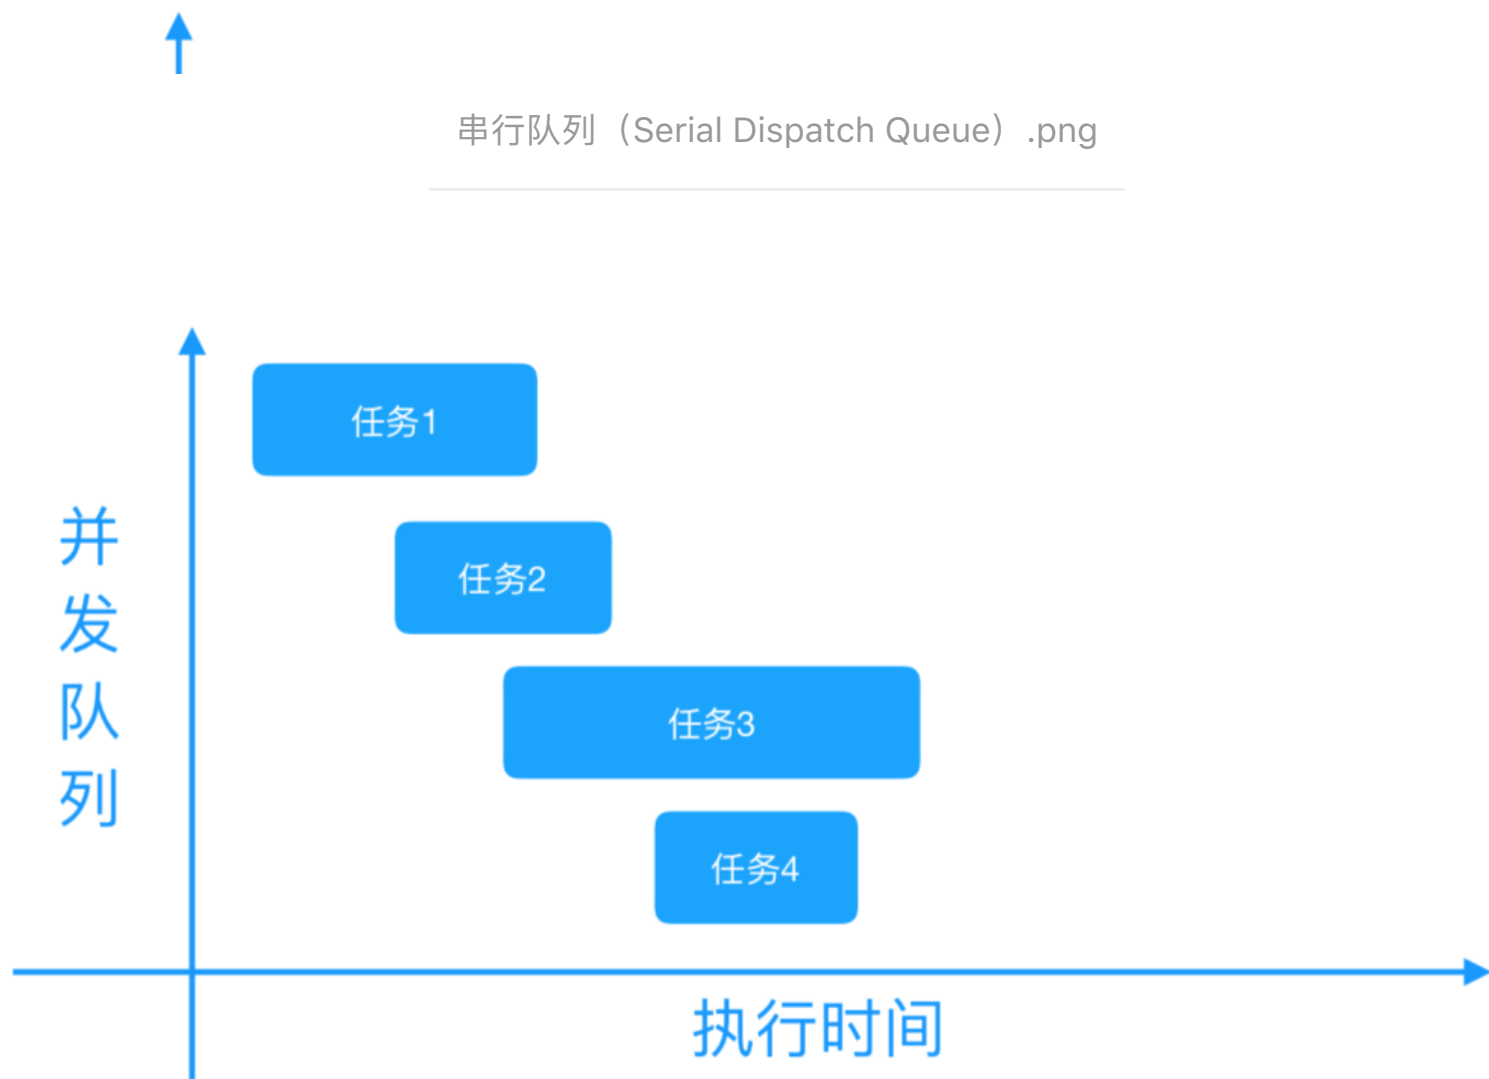 串行队列（Serial Dispatch Queue）.png
任务1
任务2
任务3
任务4
并发队列
执行时间